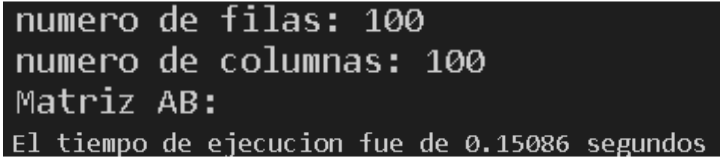 numero de filas: 100
numero de columnas: 100
Matriz AB:
El tiempo de ejecucion fue de 0.15086 segundos